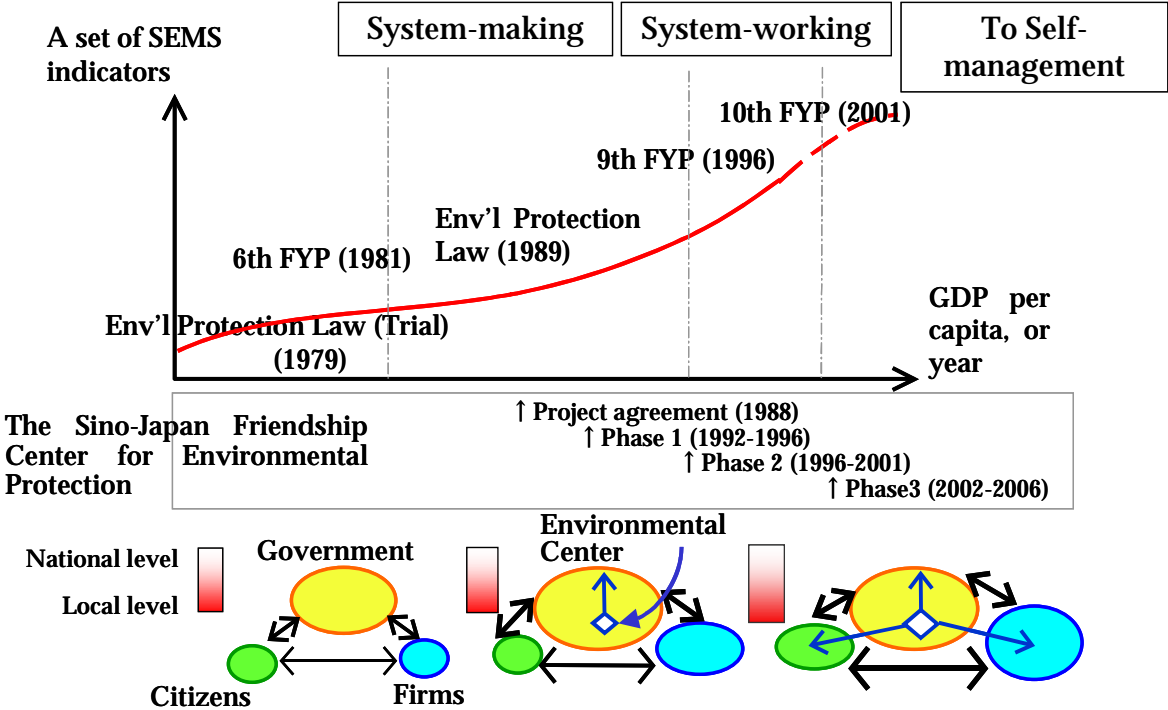 System-making
System-working
To Self-
management
A set of SEMS
indicators
10th FYP (2001)
9th FYP (1996)
Env’l Protection
Law (1989)
6th FYP (1981)
Env’l Protection Law (Trial)
(1979)
GDP per
capita, or
year
The Sino-Japan Friendship
Center for Environmental
Protection
↑ Project agreement (1988)
↑ Phase 1 (1992-1996)
↑ Phase 2 (1996-2001)
↑ Phase3 (2002-2006)
National level
Local level
Government
Environmental
Center
Citizens
Firms